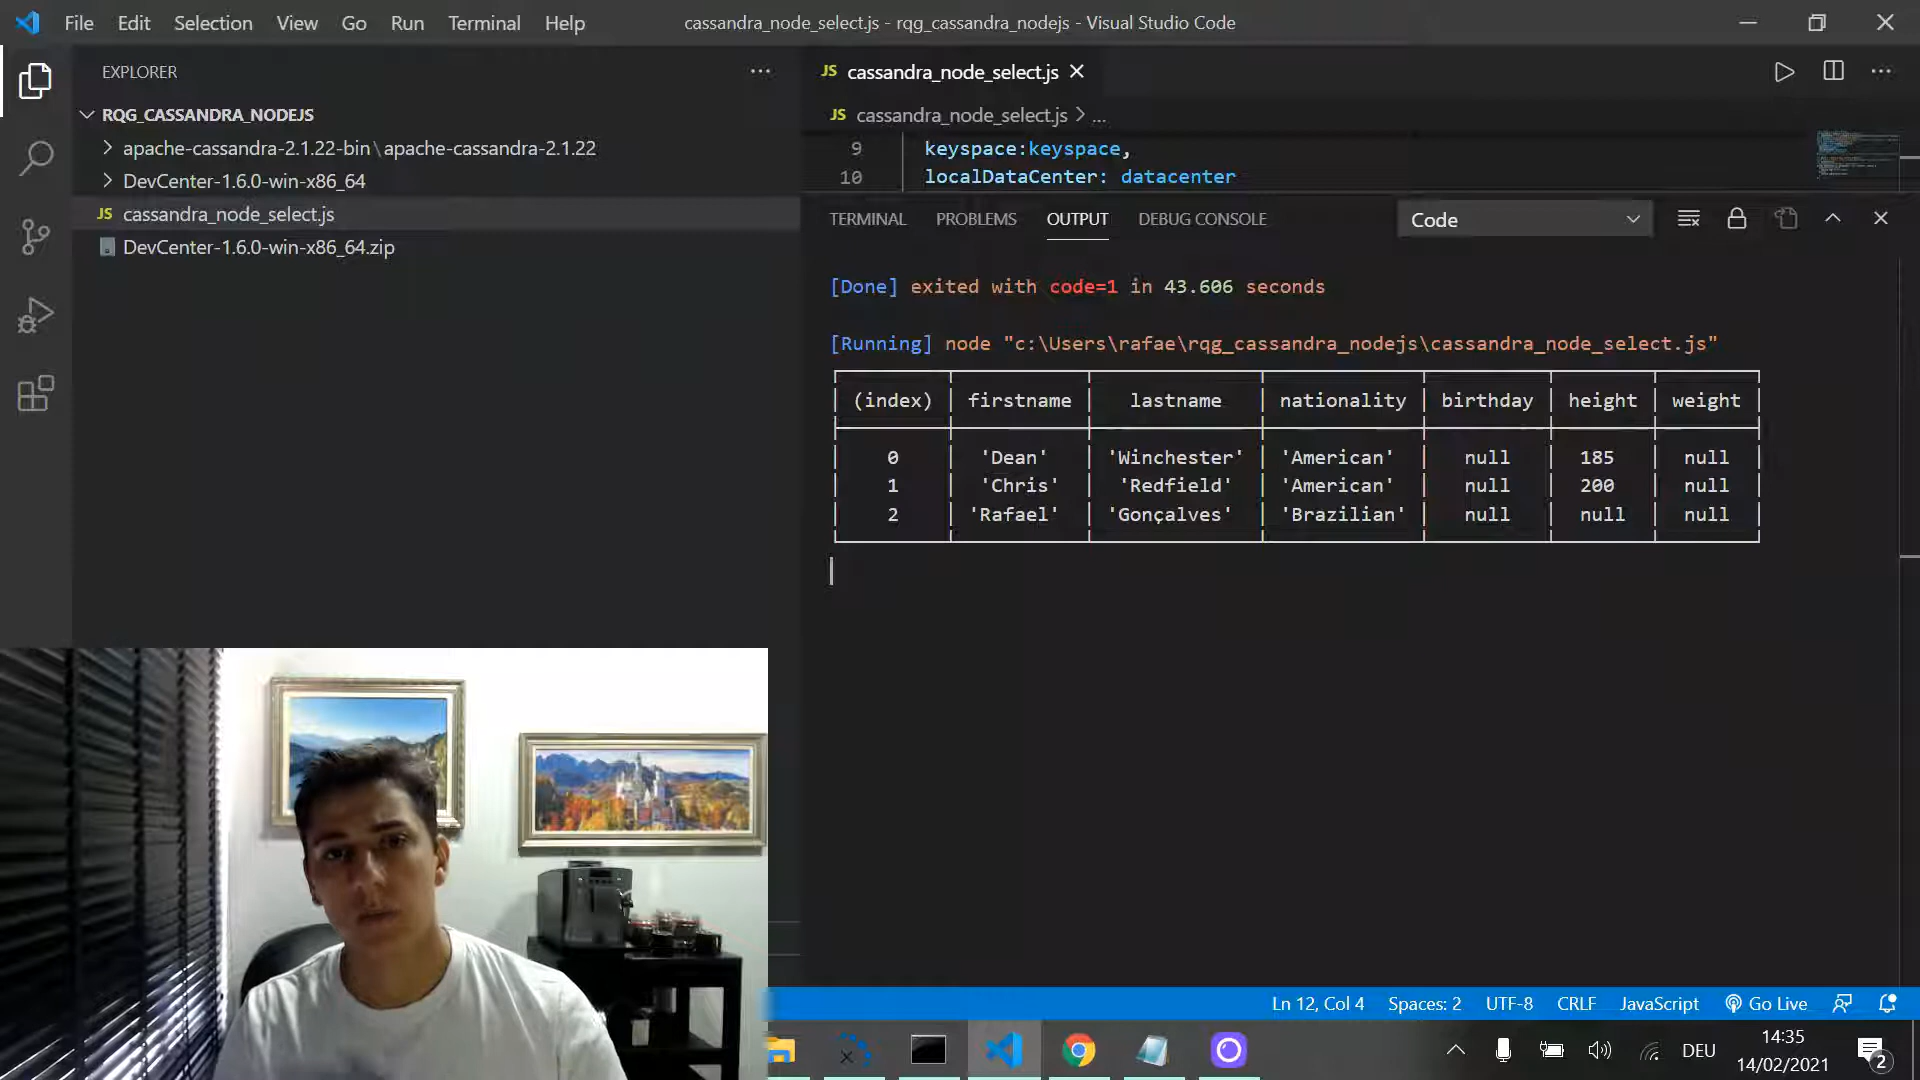 File Edit Selection View Go Run Terminal Help
cassandra_node_select.js - rqg_cassandra_nodejs - Visual Studio Code
EXPLORER
RQG_CASSANDRA_NODEJS
apache-cassandra-2.1.22-bin\apache-cassandra-2.1.22
DevCenter-1.6.0-win-x86_64
JS cassandra_node_select.js
DevCenter-1.6.0-win-x86_64.zip
JS cassandra_node_select.js
JS cassandra_node_select.js > ...
9 keyspace:keyspace,
10 localDataCenter: datacenter
TERMINAL PROBLEMS OUTPUT DEBUG CONSOLE Code
[Done] exited with code=1 in 43.606 seconds
[Running] node "c:\Users\rafae\rqg_cassandra_nodejs\cassandra_node_select.js"
(index) firstname lastname nationality birthday height weight
0 'Dean' 'Winchester' 'American' null 185 null
1 'Chris' 'Redfield' 'American' null 200 null
2 'Rafael' 'Gonçalves' 'Brazilian' null null null
Ln 12, Col 4 Spaces: 2 UTF-8 CRLF JavaScript Go Live
DEU
14:35
14/02/2021
2